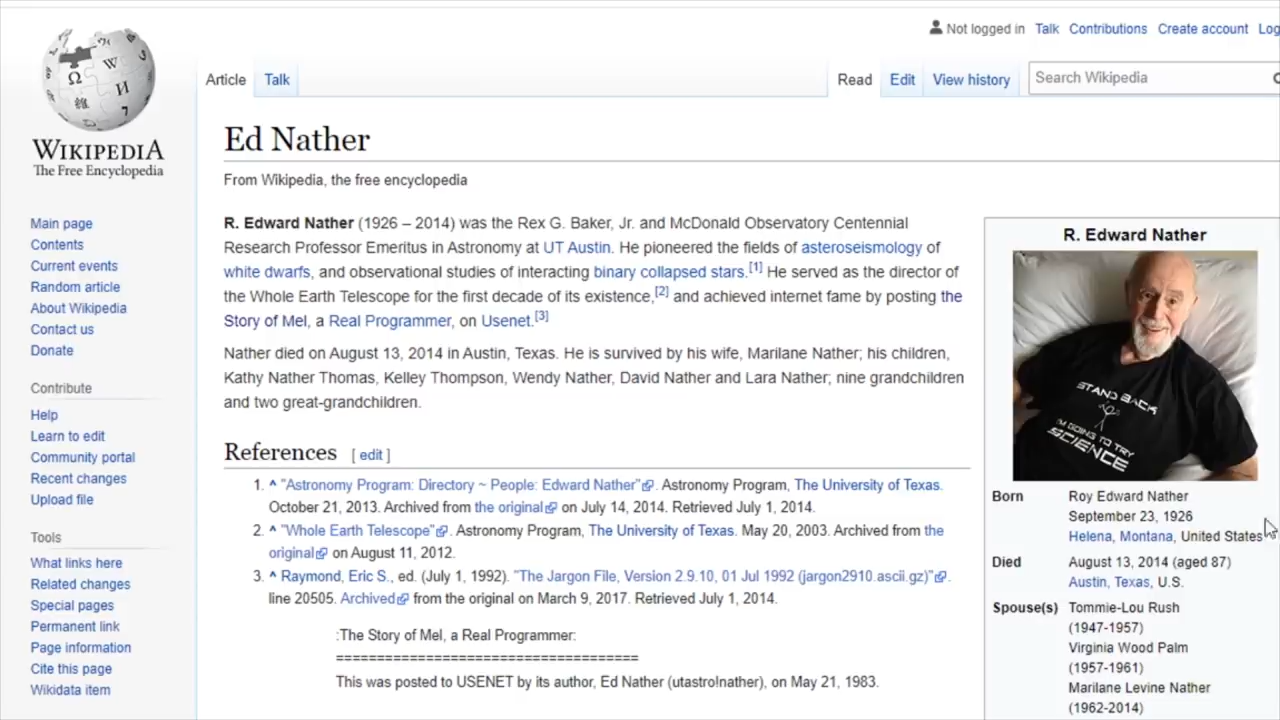 Not logged in Talk Contributions Create account Log
Article Talk Read Edit View history Search Wikipedia
WIKIPEDIA
The Free Encyclopedia
Main page
Contents
Current events
Random article
About Wikipedia
Contact us
Donate
Contribute
Help
Learn to edit
Community portal
Recent changes
Upload file
Tools
What links here
Related changes
Special pages
Permanent link
Page information
Cite this page
Wikidata item
Ed Nather
From Wikipedia, the free encyclopedia
R. Edward Nather (1926 – 2014) was the Rex G. Baker, Jr. and McDonald Observatory Centennial
Research Professor Emeritus in Astronomy at UT Austin. He pioneered the fields of asteroseismology of
white dwarfs, and observational studies of interacting binary collapsed stars.[1] He served as the director of
the Whole Earth Telescope for the first decade of its existence,[2] and achieved internet fame by posting the
Story of Mel, a Real Programmer, on Usenet.[3]
Nather died on August 13, 2014 in Austin, Texas. He is survived by his wife, Marilane Nather; his children,
Kathy Nather Thomas, Kelley Thompson, Wendy Nather, David Nather and Lara Nather; nine grandchildren
and two great-grandchildren.
References [ edit ]
1. ^ "Astronomy Program: Directory ~ People: Edward Nather". Astronomy Program, The University of Texas.
October 21, 2013. Archived from the original on July 14, 2014. Retrieved July 1, 2014.
2. ^ "Whole Earth Telescope". Astronomy Program, The University of Texas. May 20, 2003. Archived from the
original on August 11, 2012.
3. ^ Raymond, Eric S., ed. (July 1, 1992). "The Jargon File, Version 2.9.10, 01 Jul 1992 (jargon2910.ascii.gz)".
line 20505. Archived from the original on March 9, 2017. Retrieved July 1, 2014.
:The Story of Mel, a Real Programmer:
=====================================
This was posted to USENET by its author, Ed Nather (utastro!nather), on May 21, 1983.
R. Edward Nather
STAND BACK
I'M GOING TO TRY
SCIENCE
Born Roy Edward Nather
September 23, 1926
Helena, Montana, United States
Died August 13, 2014 (aged 87)
Austin, Texas, U.S.
Spouse(s) Tommie-Lou Rush
(1947-1957)
Virginia Wood Palm
(1957-1961)
Marilane Levine Nather
(1962-2014)